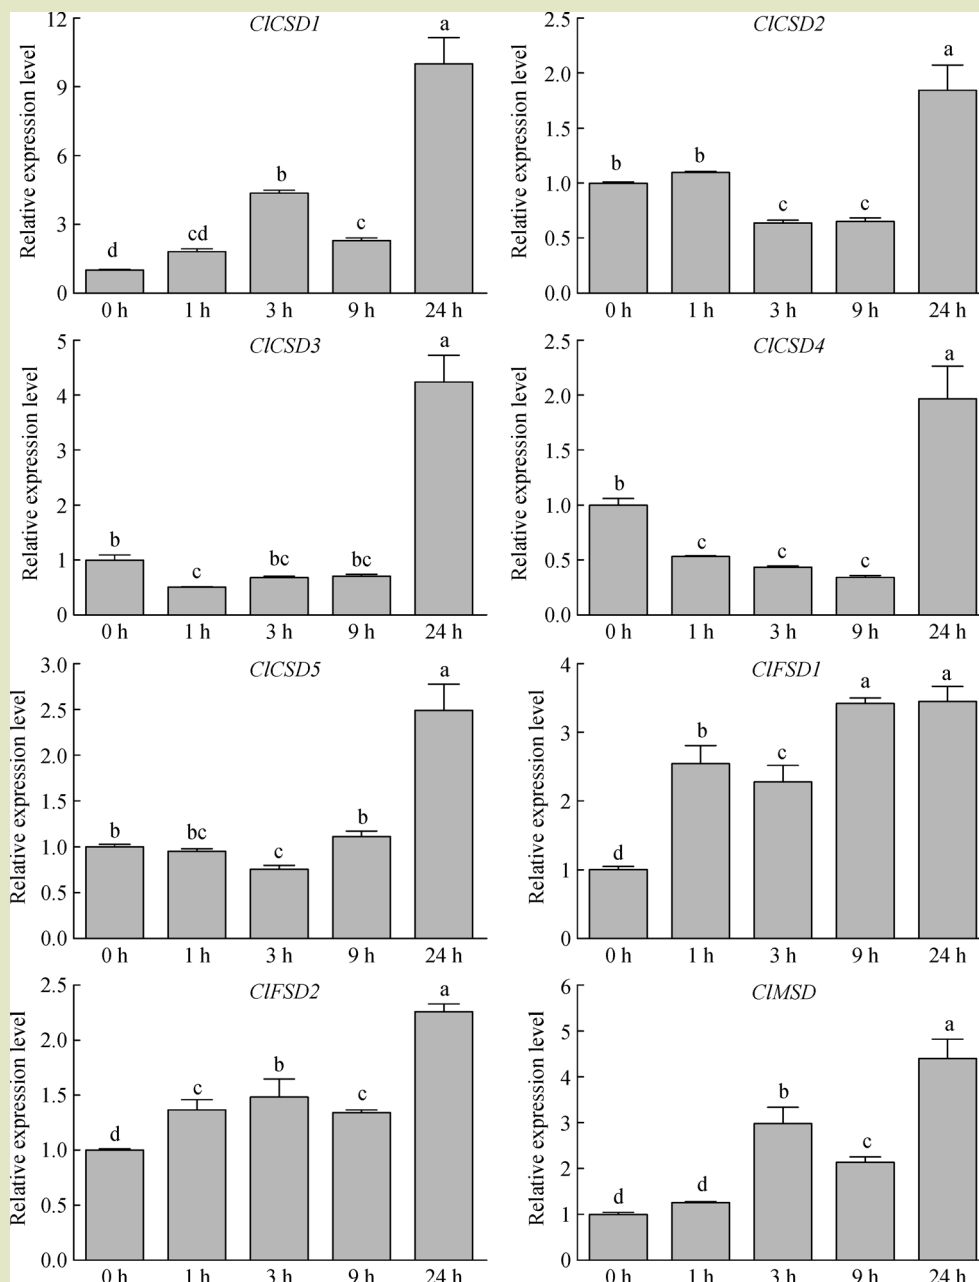 ClCSD1
Relative expression level
12
9
6
3
0
d
cd
b
c
a
0 h 1 h 3 h 9 h 24 h
ClCSD2
Relative expression level
2.5
2.0
1.5
1.0
0.5
0.0
b
b
c
c
a
0 h 1 h 3 h 9 h 24 h
ClCSD3
Relative expression level
5
4
3
2
1
0
b
c
bc
bc
a
0 h 1 h 3 h 9 h 24 h
ClCSD4
Relative expression level
2.5
2.0
1.5
1.0
0.5
0.0
b
c
c
c
a
0 h 1 h 3 h 9 h 24 h
ClCSD5
Relative expression level
3.0
2.5
2.0
1.5
1.0
0.5
0.0
b
bc
c
b
a
0 h 1 h 3 h 9 h 24 h
ClFSD1
Relative expression level
4
3
2
1
0
d
b
c
a
a
0 h 1 h 3 h 9 h 24 h
ClFSD2
Relative expression level
2.5
2.0
1.5
1.0
0.5
0.0
d
c
b
c
a
0 h 1 h 3 h 9 h 24 h
ClMSD
Relative expression level
6
5
4
3
2
1
0
d
d
b
c
a
0 h 1 h 3 h 9 h 24 h